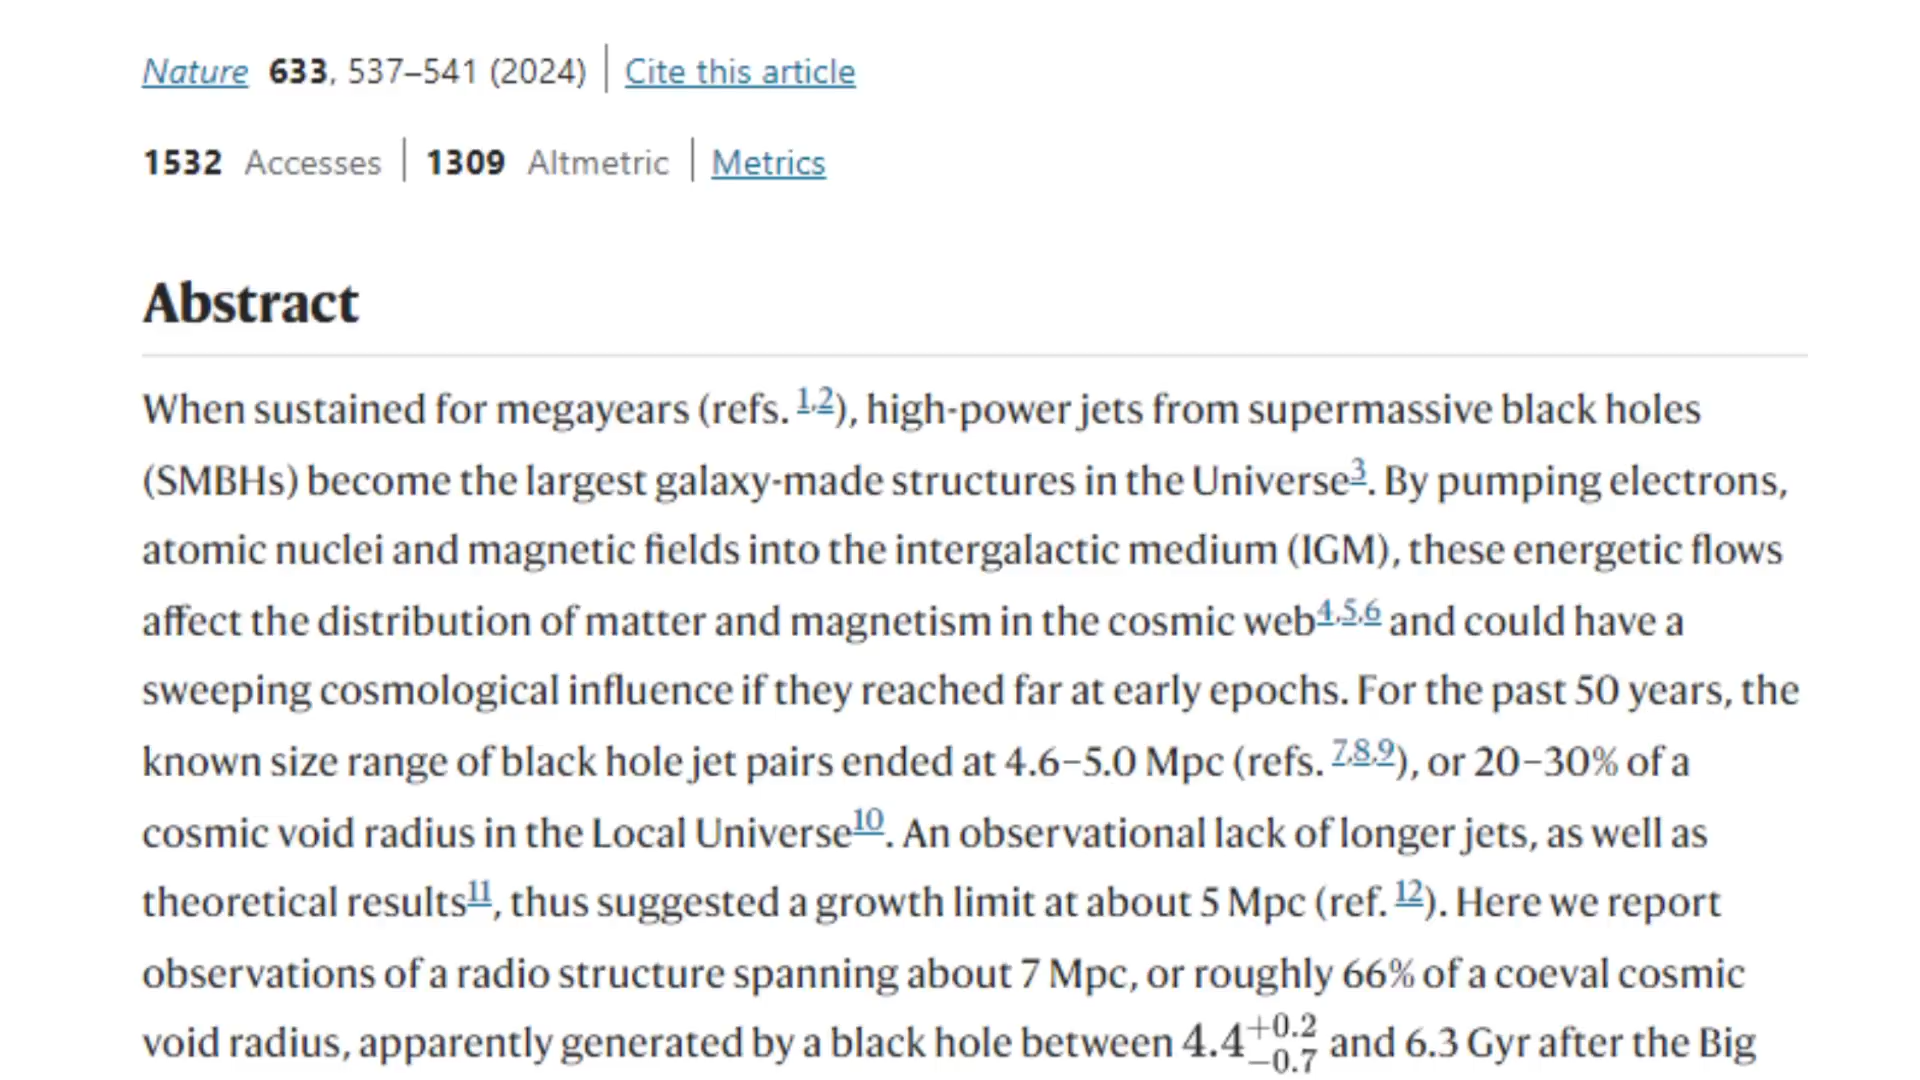 Nature 633, 537–541 (2024) | Cite this article
1532 Accesses | 1309 Altmetric | Metrics
Abstract
When sustained for megayears (refs. 1,2), high-power jets from supermassive black holes
(SMBHs) become the largest galaxy-made structures in the Universe3. By pumping electrons,
atomic nuclei and magnetic fields into the intergalactic medium (IGM), these energetic flows
affect the distribution of matter and magnetism in the cosmic web4,5,6 and could have a
sweeping cosmological influence if they reached far at early epochs. For the past 50 years, the
known size range of black hole jet pairs ended at 4.6–5.0 Mpc (refs. 7,8,9), or 20–30% of a
cosmic void radius in the Local Universe10. An observational lack of longer jets, as well as
theoretical results11, thus suggested a growth limit at about 5 Mpc (ref. 12). Here we report
observations of a radio structure spanning about 7 Mpc, or roughly 66% of a coeval cosmic
void radius, apparently generated by a black hole between 4.4+0.2−0.7 and 6.3 Gyr after the Big